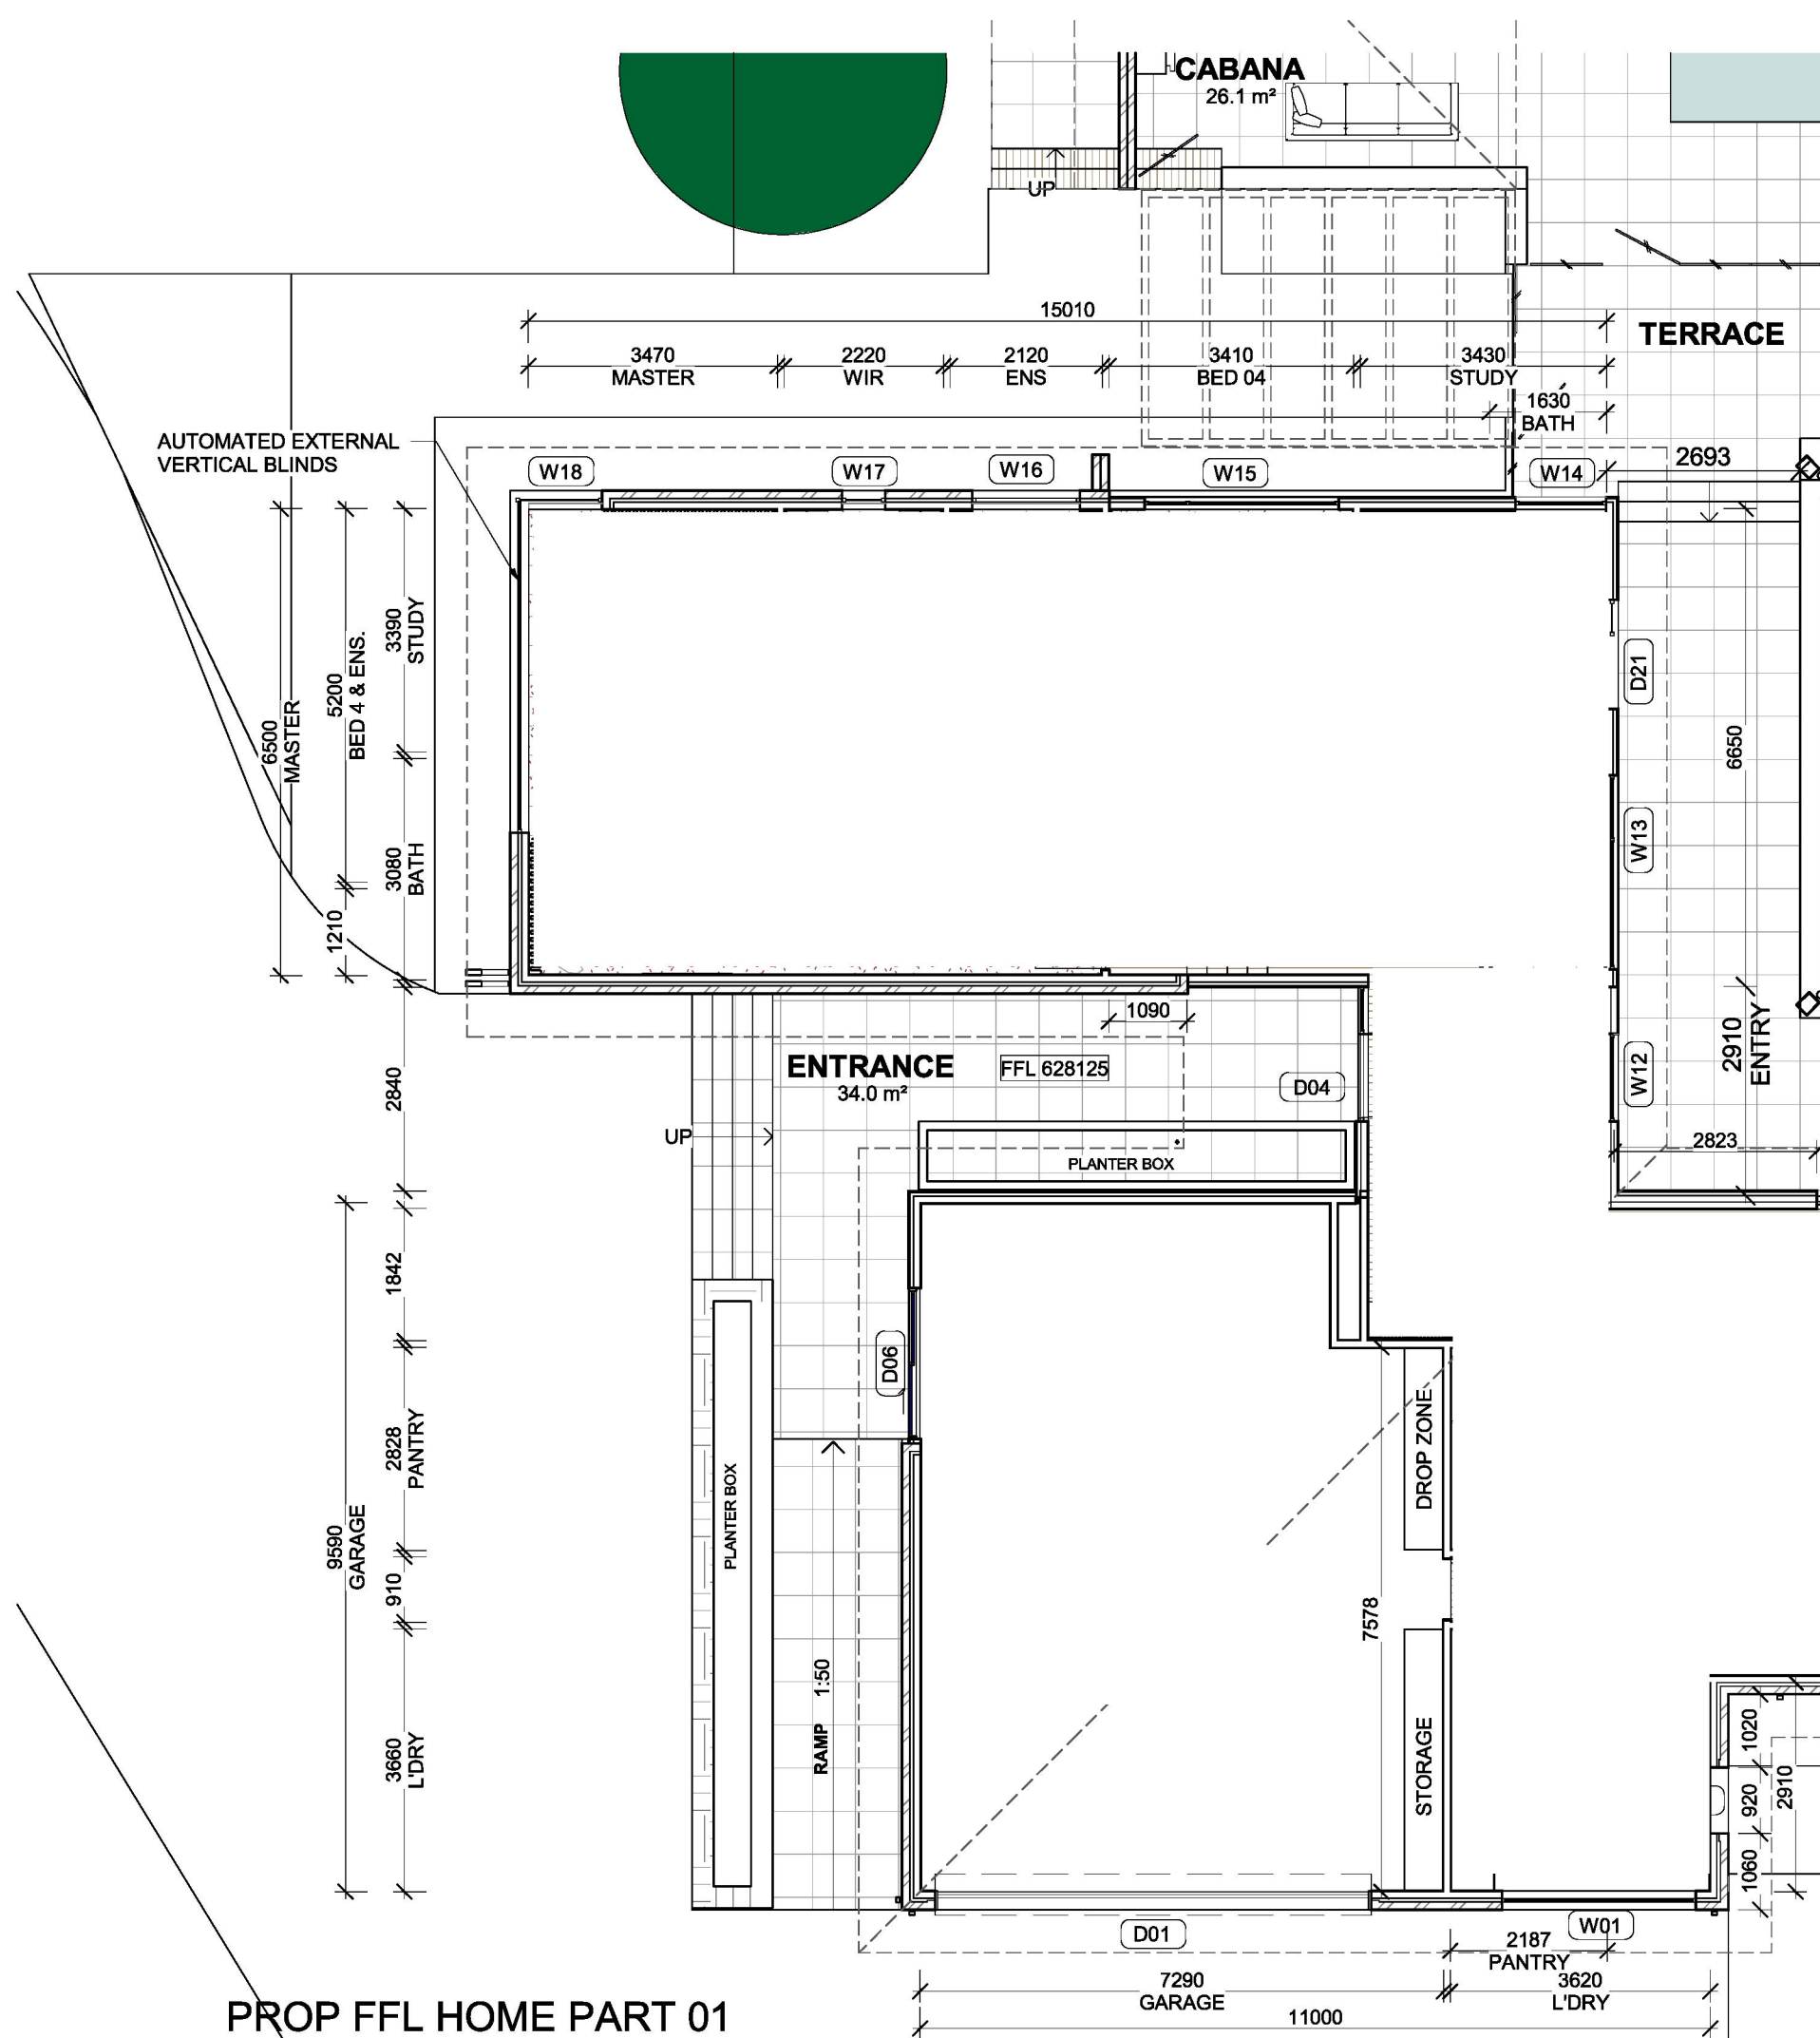 CABANA
26.1 m²
UP
15010
TERRACE
3470
MASTER
2220
WIR
2120
ENS
3410
BED 04
3430
STUDY
1630
BATH
AUTOMATED EXTERNAL
VERTICAL BLINDS
2693
W18
W17
W16
W15
W14
3390
STUDY
5200
BED 4 & ENS.
6500
MASTER
D21
6650
3080
BATH
W13
1210
1090
ENTRANCE
34.0 m²
FFL 628125
D04
2910
ENTRY
W12
2840
UP
PLANTER BOX
2823
1842
D06
2828
PANTRY
DROP ZONE
PLANTER BOX
9590
GARAGE
910
7578
RAMP 1:50
3660
L'DRY
STORAGE
1020
920
2910
1060
D01
W01
2187
PANTRY
7290
GARAGE
3620
L'DRY
11000
PROP FFL HOME PART 01